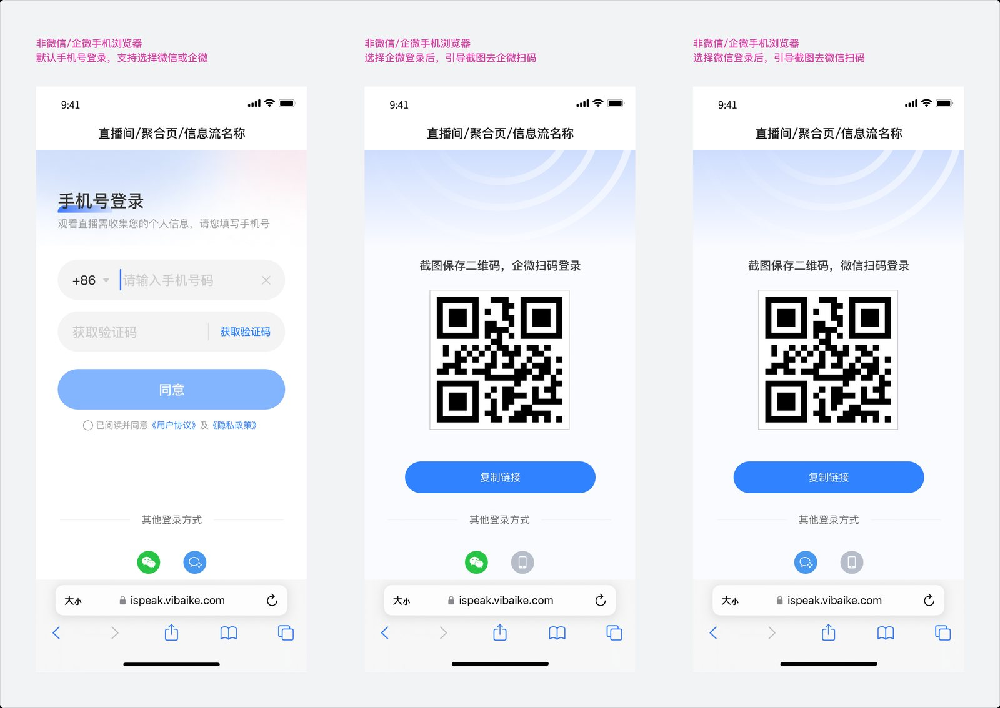 非微信/企微手机浏览器
默认手机号登录，支持选择微信或企微
9:41
直播间/聚合页/信息流名称
手机号登录
观看直播需收集您的个人信息，请您填写手机号
+86 请输入手机号码
获取验证码 获取验证码
同意
已阅读并同意《用户协议》及《隐私政策》
其他登录方式
大小 ispeak.vibaike.com
非微信/企微手机浏览器
选择企微登录后，引导截图去企微扫码
9:41
直播间/聚合页/信息流名称
截图保存二维码，企微扫码登录
复制链接
其他登录方式
大小 ispeak.vibaike.com
非微信/企微手机浏览器
选择微信登录后，引导截图去微信扫码
9:41
直播间/聚合页/信息流名称
截图保存二维码，微信扫码登录
复制链接
其他登录方式
大小 ispeak.vibaike.com